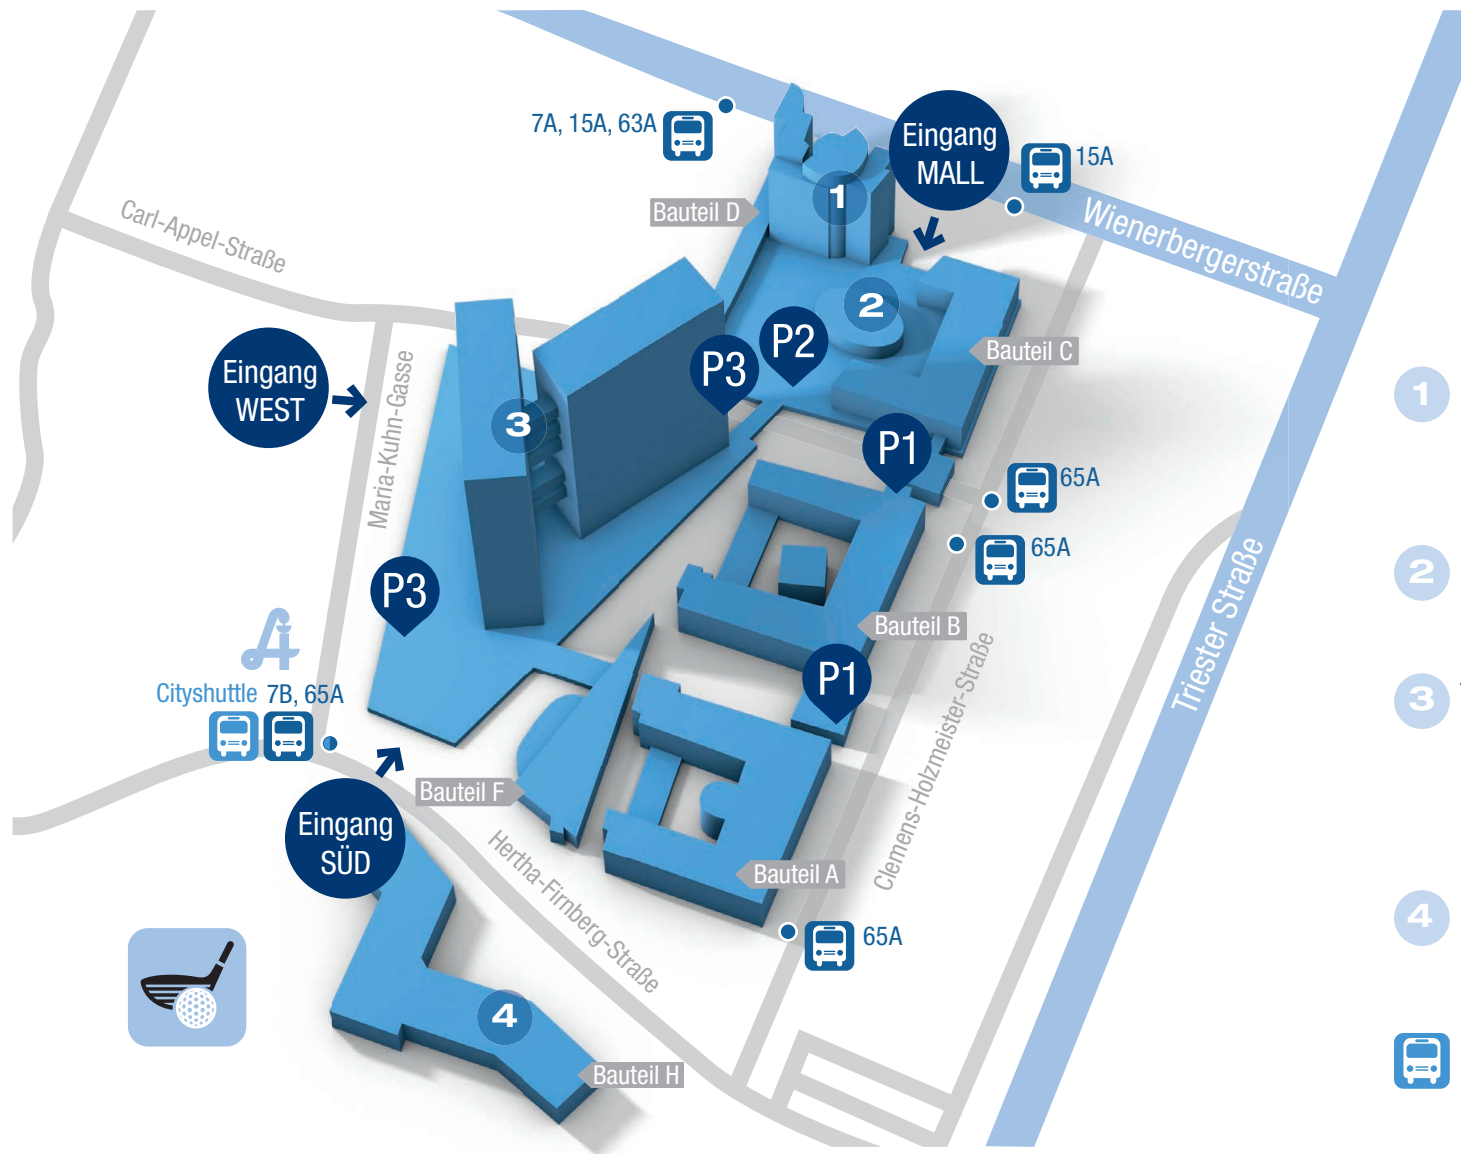 7A, 15A, 63A
Eingang
MALL
15A
Wienerbergerstraße
1
Bauteil D
Carl-Appel-Straße
2
P2
P3
Bauteil C
Eingang
WEST
Maria-Kuhn-Gasse
3
P1
65A
65A
1
2
3
4
P3
Bauteil B
Triester Straße
Clemens-Holzmeister-Straße
P1
Cityshuttle 7B, 65A
Bauteil F
Eingang
SÜD
Hertha-Firnberg-Straße
Bauteil A
65A
4
Bauteil H